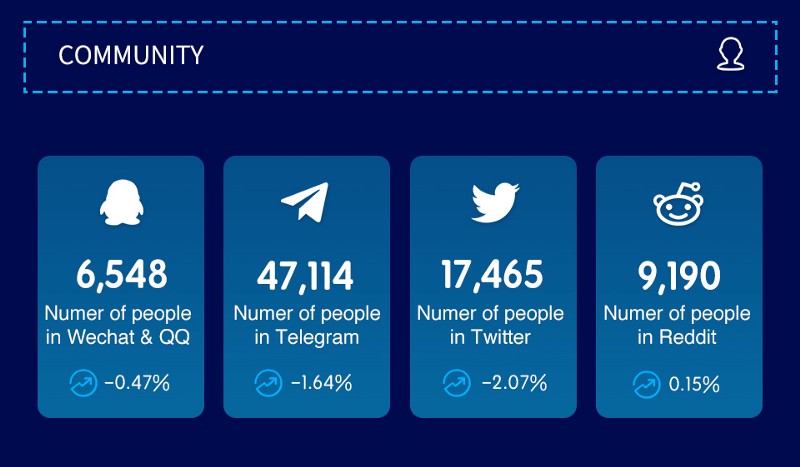 COMMUNITY
6,548
Numer of people
in Wechat & QQ
−0.47%
47,114
Numer of people
in Telegram
−1.64%
17,465
Numer of people
in Twitter
−2.07%
9,190
Numer of people
in Reddit
0.15%